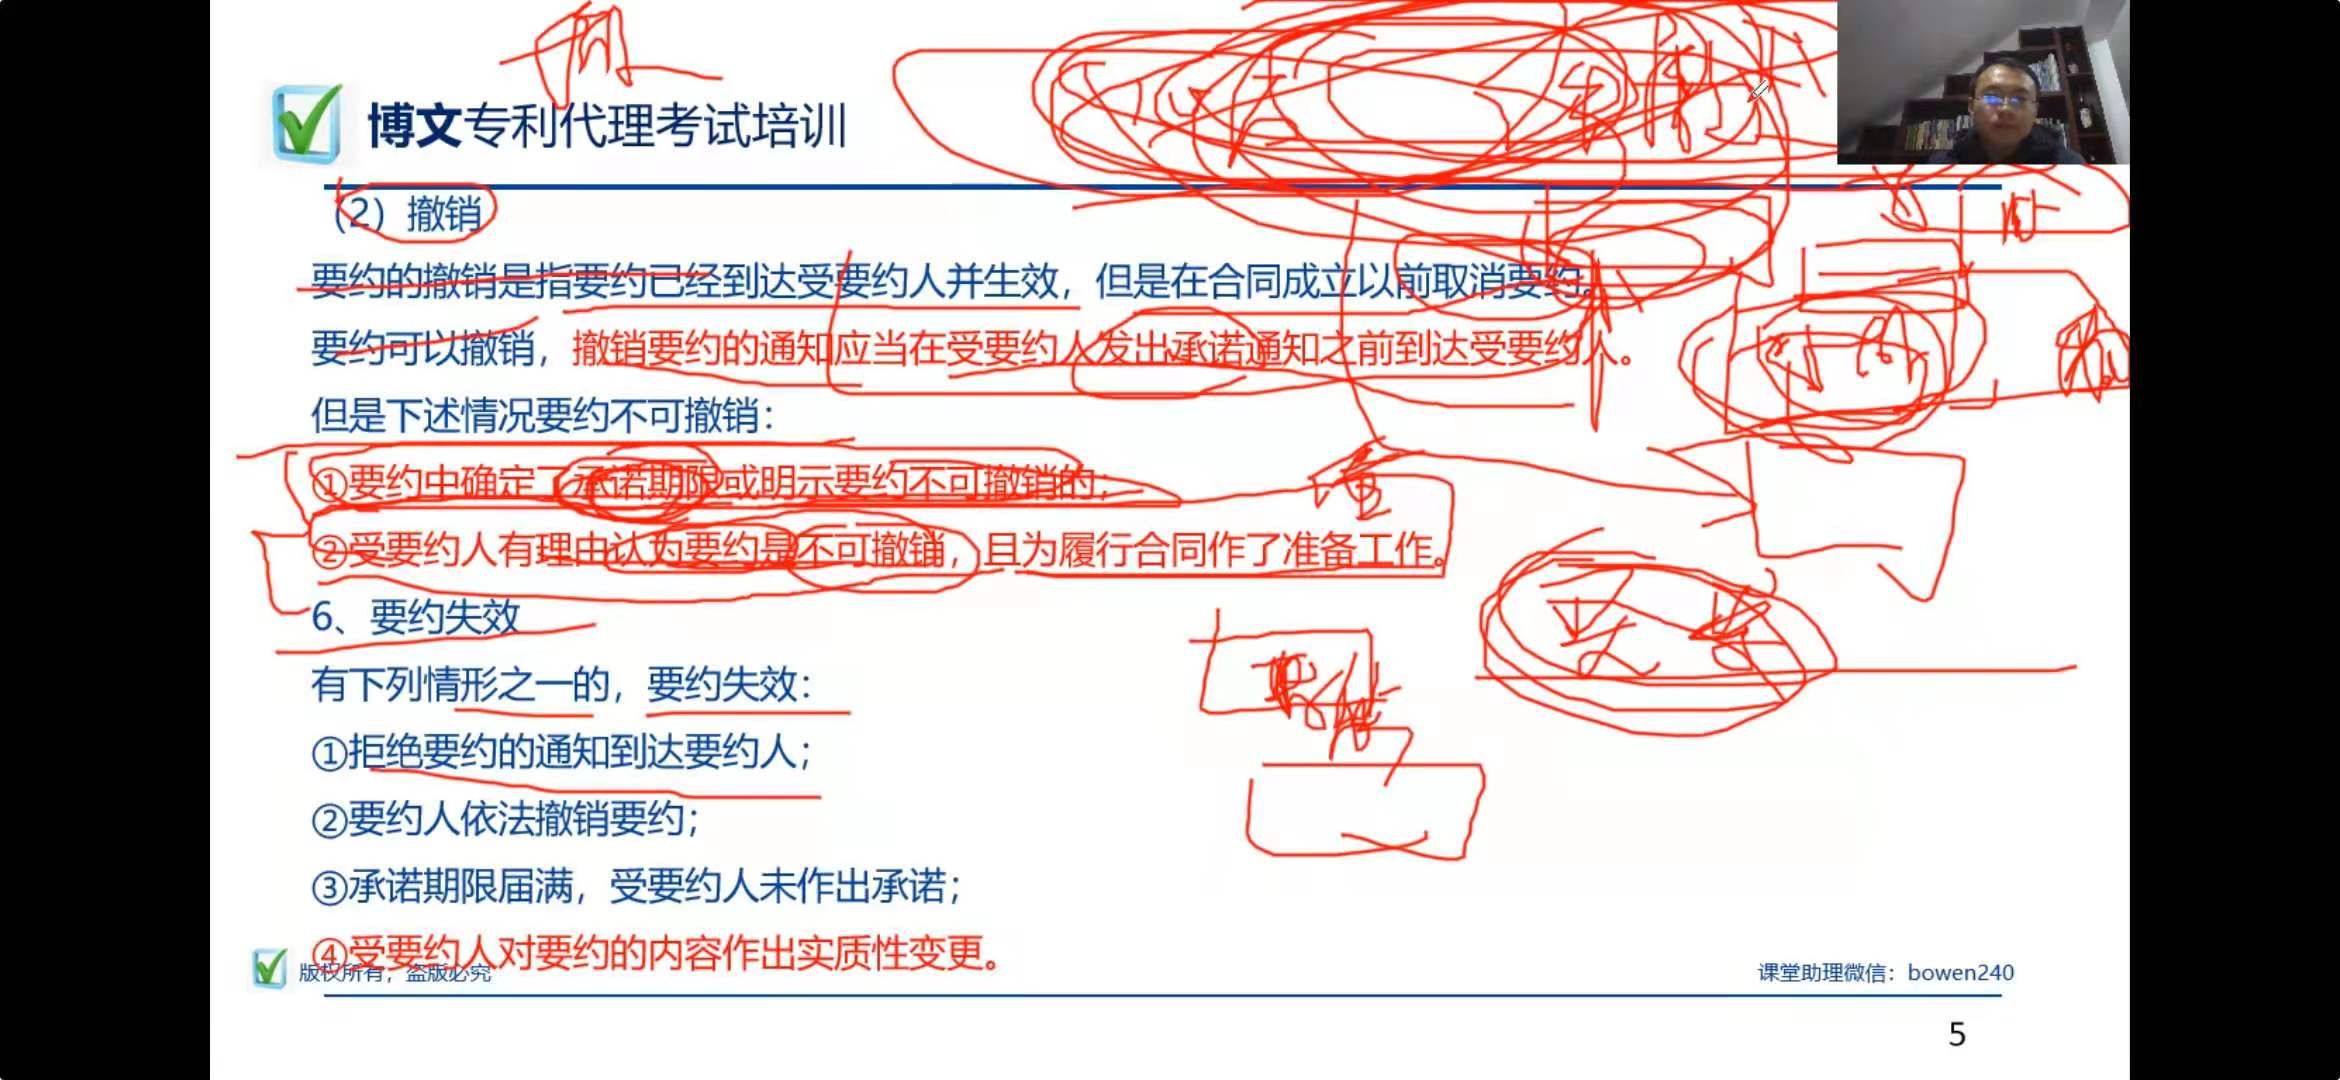 博文专利代理考试培训
（2）撤销
要约的撤销是指要约已经到达受要约人并生效，但是在合同成立以前取消要约。
要约可以撤销，撤销要约的通知应当在受要约人发出承诺通知之前到达受要约人。
但是下述情况要约不可撤销：
①要约中确定了承诺期限或明示要约不可撤销的；
②受要约人有理由认为要约是不可撤销，且为履行合同作了准备工作。
6、要约失效
有下列情形之一的，要约失效：
①拒绝要约的通知到达要约人；
②要约人依法撤销要约；
③承诺期限届满，受要约人未作出承诺；
④受要约人对要约的内容作出实质性变更。
版权所有，盗版必究
课堂助理微信：bowen240
5